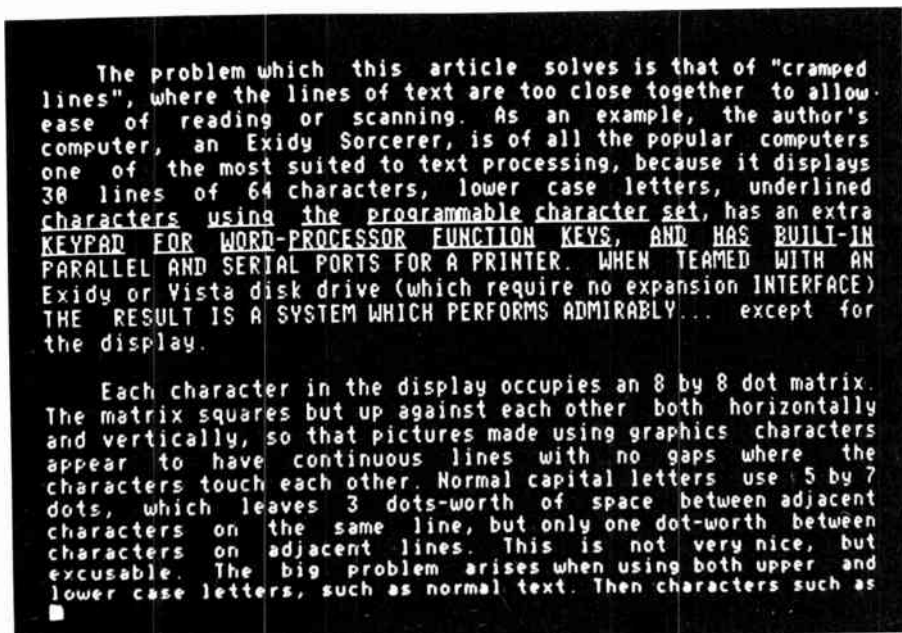 The problem which this article solves is that of "cramped
lines", where the lines of text are too close together to allow
ease of reading or scanning. As an example, the author's
computer, an Exidy Sorcerer, is of all the popular computers
one of the most suited to text processing, because it displays
30 lines of 64 characters, lower case letters, underlined
characters using the programmable character set, has an extra
KEYPAD FOR WORD-PROCESSOR FUNCTION KEYS, AND HAS BUILT-IN
PARALLEL AND SERIAL PORTS FOR A PRINTER. WHEN TEAMED WITH AN
Exidy or Vista disk drive (which require no expansion INTERFACE)
THE RESULT IS A SYSTEM WHICH PERFORMS ADMIRABLY... except for
the display.
Each character in the display occupies an 8 by 8 dot matrix.
The matrix squares but up against each other both horizontally
and vertically, so that pictures made using graphics characters
appear to have continuous lines with no gaps where the
characters touch each other. Normal capital letters use 5 by 7
dots, which leaves 3 dots-worth of space between adjacent
characters on the same line, but only one dot-worth between
characters on adjacent lines. This is not very nice, but
excusable. The big problem arises when using both upper and
lower case letters, such as normal text. Then characters such as